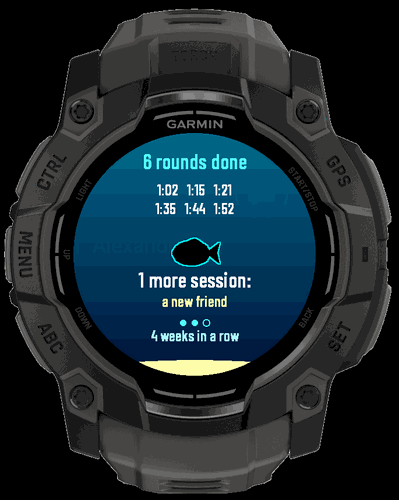 GARMIN
CTRL
LIGHT
GPS
START/STOP
6 rounds done
1:02 1:15 1:21
1:35 1:44 1:52
MENU
UP
1 more session:
a new friend
4 weeks in a row
DOWN
BACK
ABC
SET